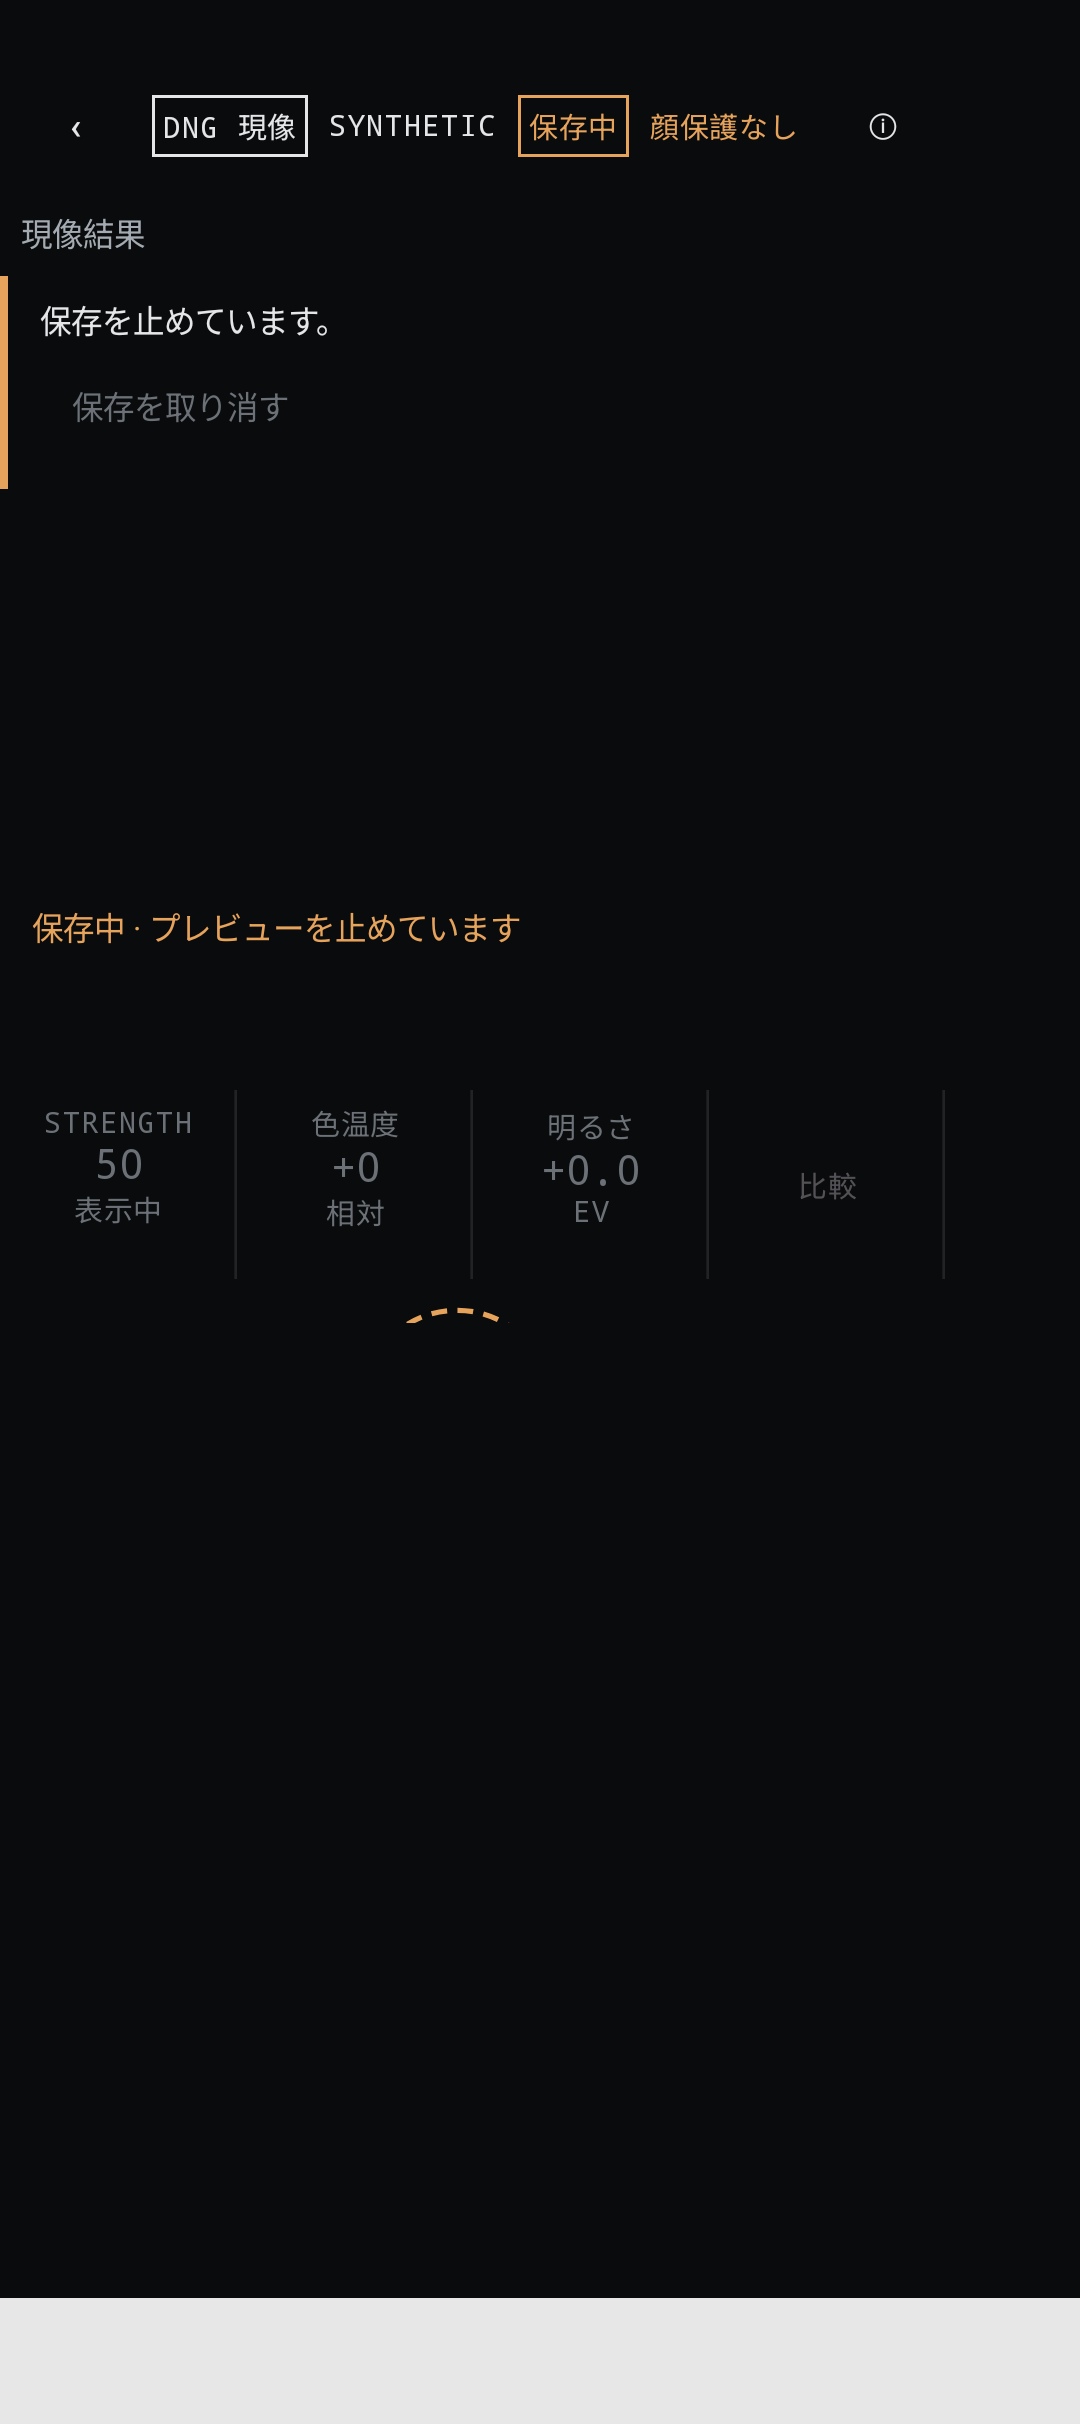 ‹ DNG 現像 SYNTHETIC 保存中 顔保護なし ⓘ
現像結果
保存を止めています。
保存を取り消す
保存中 · プレビューを止めています
STRENGTH
50
表示中
色温度
+0
相対
明るさ
+0.0
EV
比較